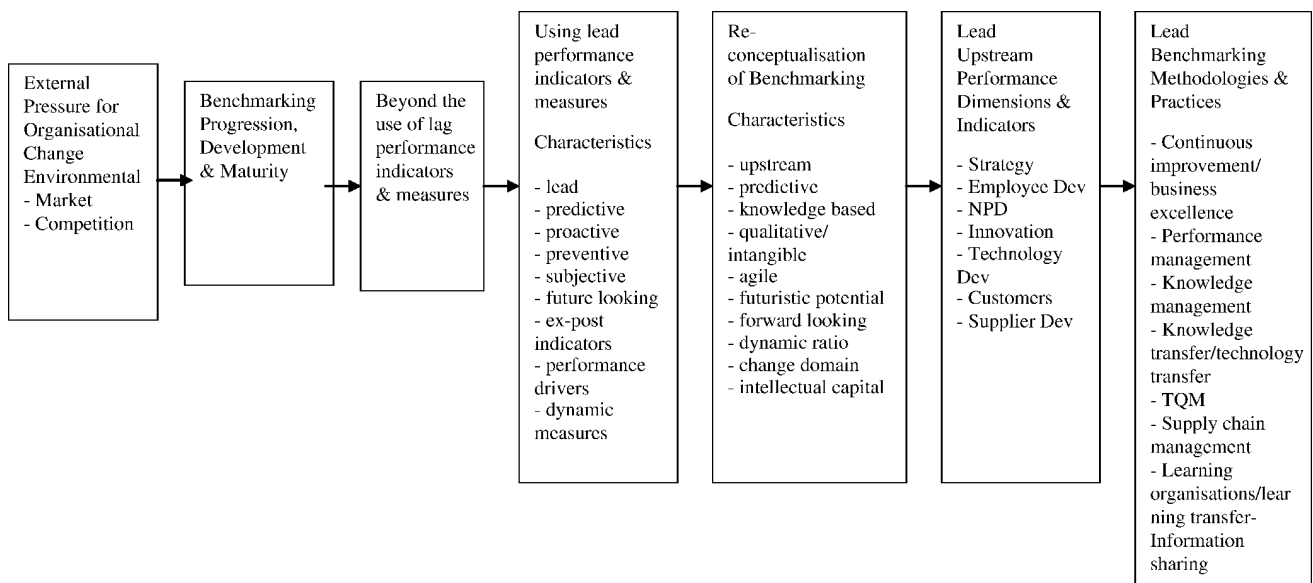 External
Pressure for
Organisational
Change
Environmental
- Market
- Competition
Benchmarking
Progression,
Development
& Maturity
Beyond the
use of lag
performance
indicators
& measures
Using lead
performance
indicators &
measures
Characteristics
- lead
- predictive
- proactive
- preventive
- subjective
- future looking
- ex-post
indicators
- performance
drivers
- dynamic
measures
Re-
conceptualisation
of Benchmarking
Characteristics
- upstream
- predictive
- knowledge based
- qualitative/
intangible
- agile
- futuristic potential
- forward looking
- dynamic ratio
- change domain
- intellectual capital
Lead
Upstream
Performance
Dimensions &
Indicators
- Strategy
- Employee Dev
- NPD
- Innovation
- Technology
Dev
- Customers
- Supplier Dev
Lead
Benchmarking
Methodologies &
Practices
- Continuous
improvement/
business
excellence
- Performance
management
- Knowledge
management
- Knowledge
transfer/technology
transfer
- TQM
- Supply chain
management
- Learning
organisations/lear
ning transfer-
Information
sharing